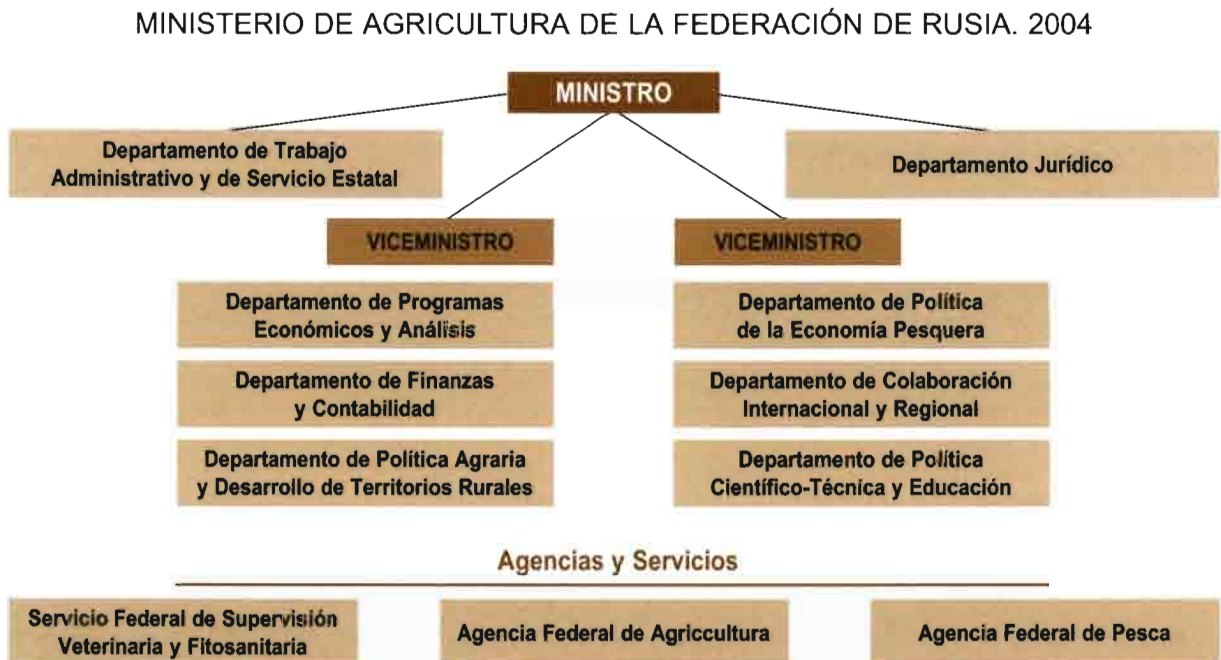 MINISTERIO DE AGRICULTURA DE LA FEDERACIÓN DE RUSIA. 2004
MINISTRO
Departamento de Trabajo
Administrativo y de Servicio Estatal
Departamento Jurídico
VICEMINISTRO
VICEMINISTRO
Departamento de Programas
Económicos y Análisis
Departamento de Política
de la Economía Pesquera
Departamento de Finanzas
y Contabilidad
Departamento de Colaboración
Internacional y Regional
Departamento de Política Agraria
y Desarrollo de Territorios Rurales
Departamento de Política
Científico-Técnica y Educación
Agencias y Servicios
Servicio Federal de Supervisión
Veterinaria y Fitosanitaria
Agencia Federal de Agriccultura
Agencia Federal de Pesca